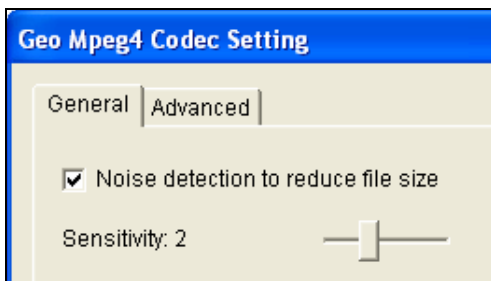 Geo Mpeg4 Codec Setting
General Advanced
Noise detection to reduce file size
Sensitivity: 2